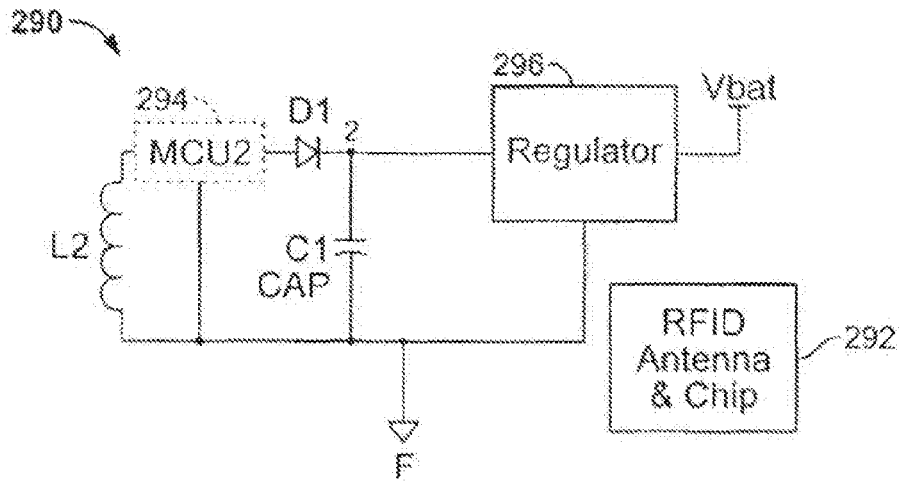 290
294
MCU2
D1
2
296
Regulator
Vbat
L2
C1
CAP
RFID
Antenna
& Chip
292
F